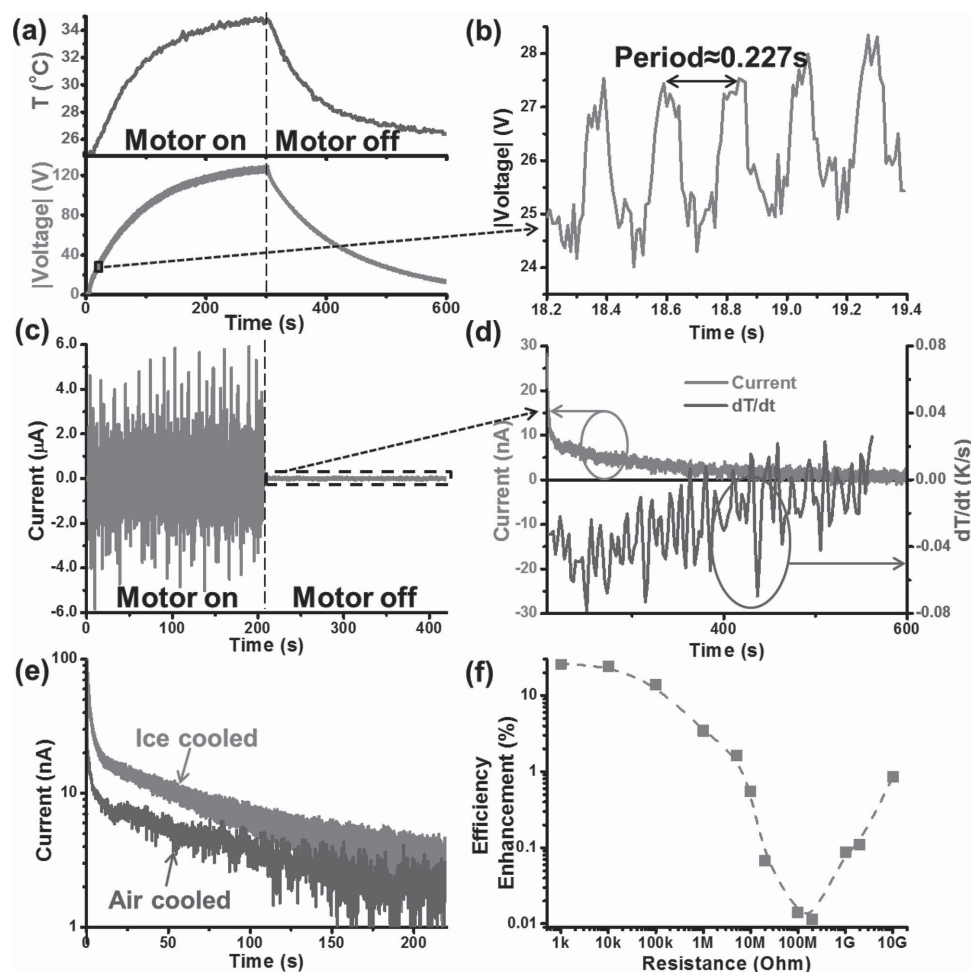 (a)
T (°C)
34
32
30
28
26
Motor on
Motor off
|Voltage| (V)
120
80
40
0
0
200
400
600
Time (s)
(b)
Period≈0.227s
|Voltage| (V)
28
27
26
25
24
18.2
18.4
18.6
18.8
19.0
19.2
19.4
Time (s)
(c)
Current (μA)
6.0
4.0
2.0
0.0
-2.0
-4.0
-6.0
Motor on
Motor off
0
100
200
300
400
Time (s)
(d)
Current (nA)
30
20
10
0
-10
-20
-30
Current
dT/dt
0.08
0.04
0.00
-0.04
-0.08
dT/dt (K/s)
400
600
Time (s)
(e)
Current (nA)
100
10
1
Ice cooled
Air cooled
0
50
100
150
200
Time (s)
(f)
Efficiency
Enhancement (%)
10
1
0.1
0.01
1k
10k
100k
1M
10M
100M
1G
10G
Resistance (Ohm)